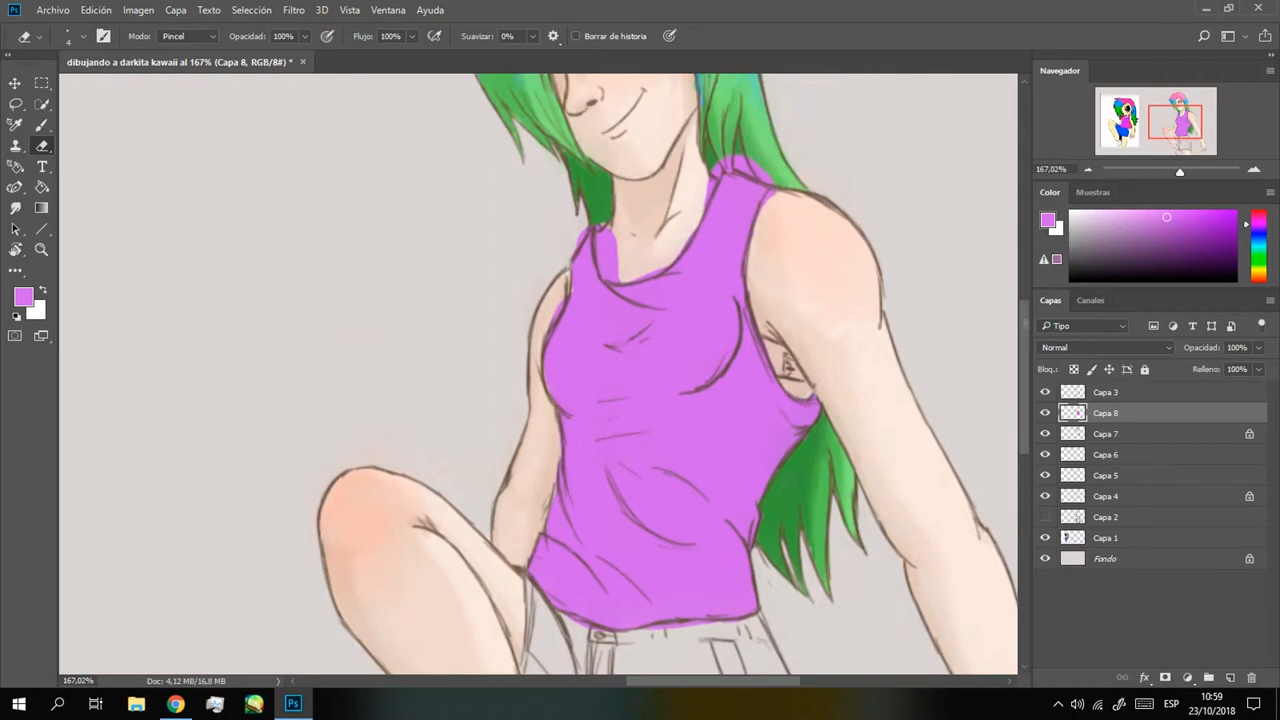 Ps Archivo Edición Imagen Capa Texto Selección Filtro 3D Vista Ventana Ayuda
4 Modo: Pincel Opacidad: 100% Flujo: 100% Suavizar: 0% Borrar de historia
dibujando a darkita kawaii al 167% (Capa 8, RGB/8#) *
Navegador
167,02%
Color Muestras
Capas Canales
Tipo
Normal Opacidad: 100%
Bloq.: Relleno: 100%
Capa 3
Capa 8
Capa 7
Capa 6
Capa 5
Capa 4
Capa 2
Capa 1
Fondo
167,02% Doc: 4,12 MB/16,8 MB
Ps ESP 10:59
23/10/2018